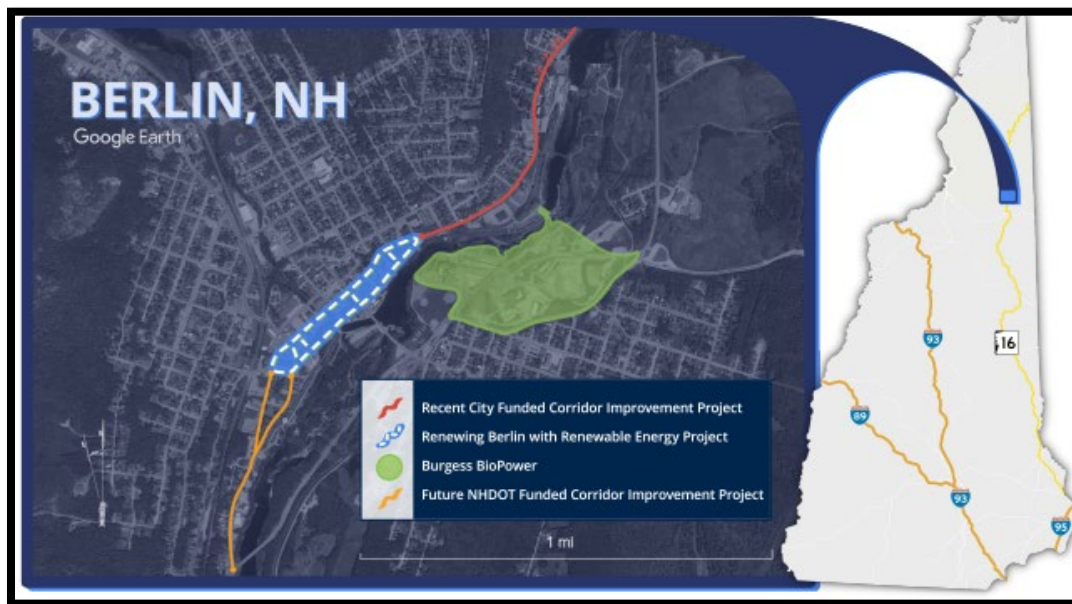 BERLIN, NH
Google Earth
Recent City Funded Corridor Improvement Project
Renewing Berlin with Renewable Energy Project
Burgess BioPower
Future NHDOT Funded Corridor Improvement Project
1 mi
16
93
89
93
95